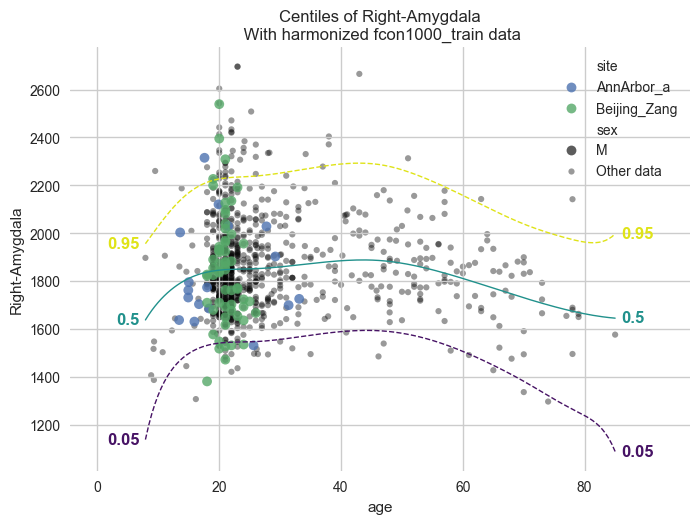 Centiles of Right-Amygdala
With harmonized fcon1000_train data
site
AnnArbor_a
Beijing_Zang
sex
M
Other data
2600
2400
2200
2000
1800
1600
1400
1200
Right-Amygdala
0.95
0.5
0.05
0.95
0.5
0.05
0
20
40
60
80
age